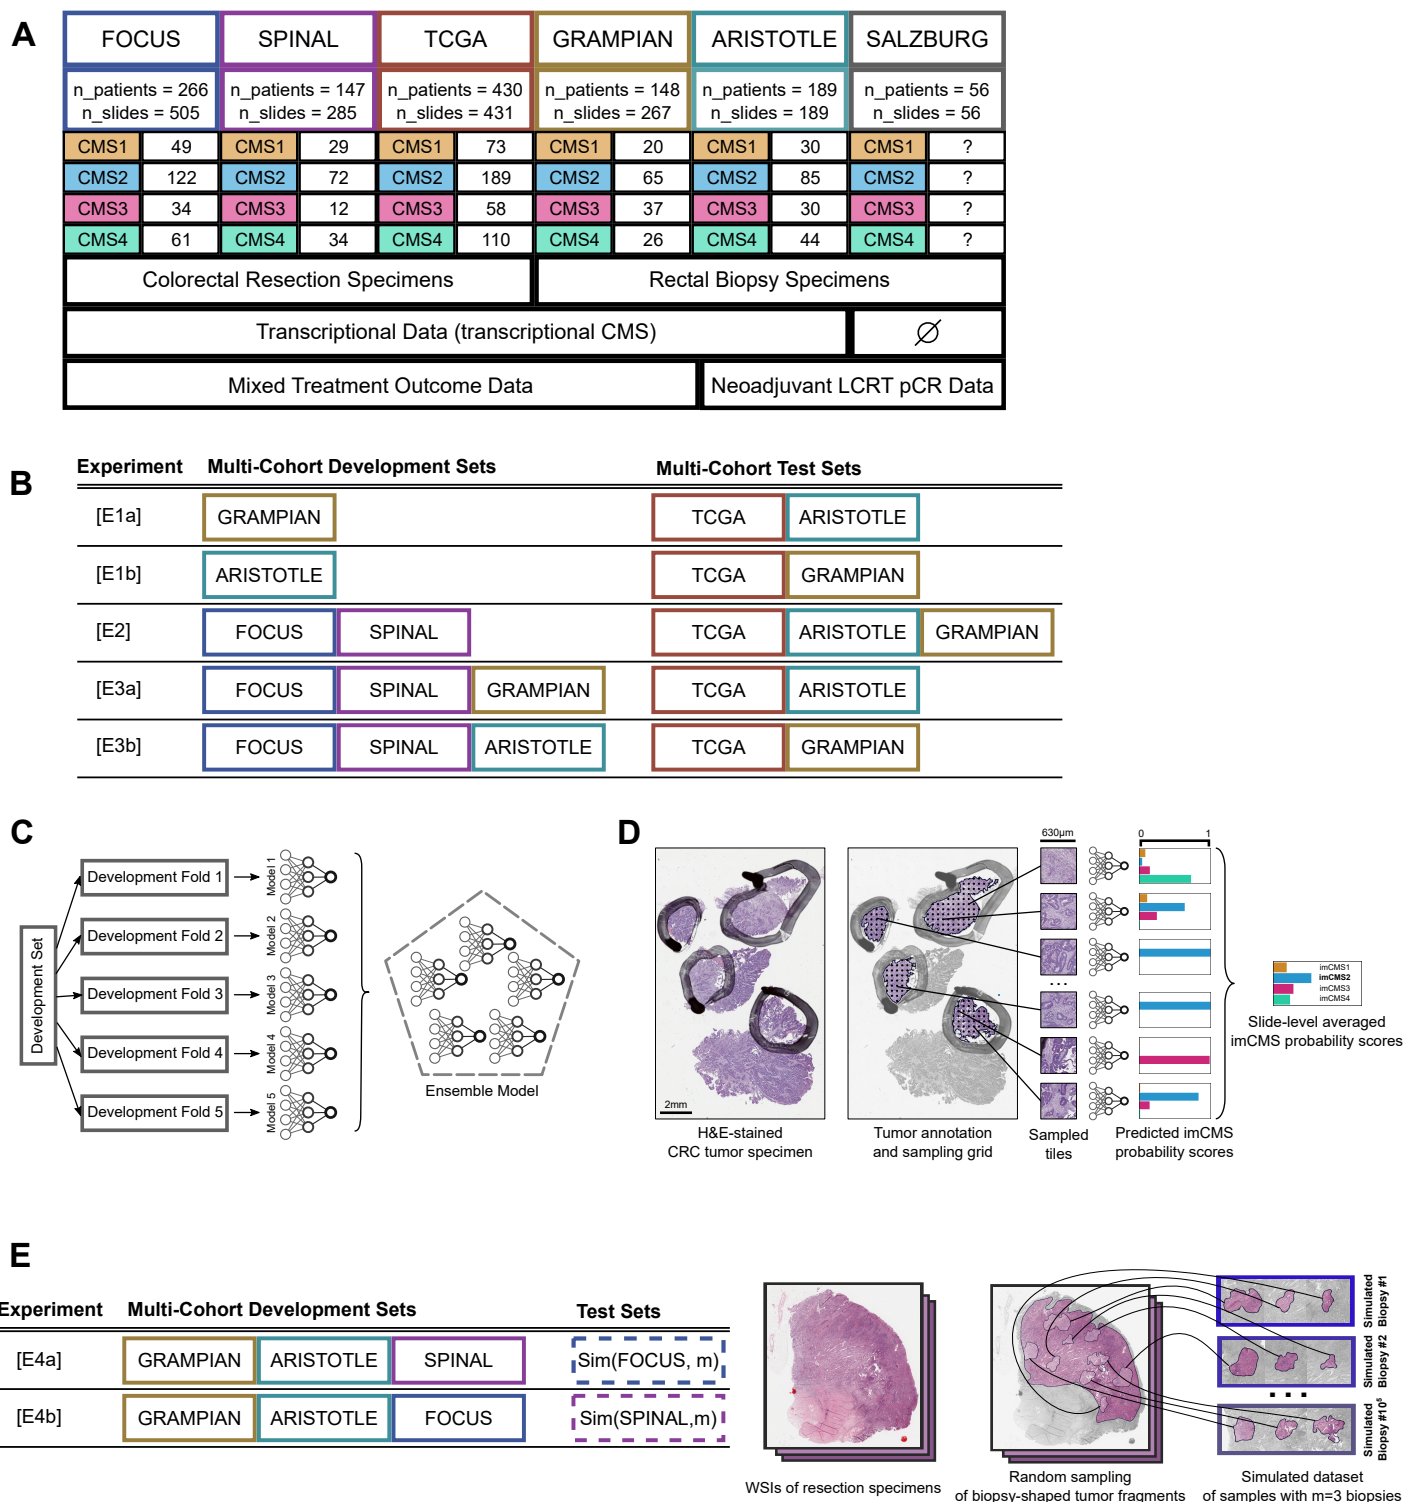 A
FOCUS SPINAL TCGA GRAMPIAN ARISTOTLE SALZBURG
n_patients = 266 n_patients = 147 n_patients = 430 n_patients = 148 n_patients = 189 n_patients = 56
n_slides = 505 n_slides = 285 n_slides = 431 n_slides = 267 n_slides = 189 n_slides = 56
CMS1 49 CMS1 29 CMS1 73 CMS1 20 CMS1 30 CMS1 ?
CMS2 122 CMS2 72 CMS2 189 CMS2 65 CMS2 85 CMS2 ?
CMS3 34 CMS3 12 CMS3 58 CMS3 37 CMS3 30 CMS3 ?
CMS4 61 CMS4 34 CMS4 110 CMS4 26 CMS4 44 CMS4 ?
Colorectal Resection Specimens Rectal Biopsy Specimens
Transcriptional Data (transcriptional CMS) ∅
Mixed Treatment Outcome Data Neoadjuvant LCRT pCR Data
B
Experiment Multi-Cohort Development Sets Multi-Cohort Test Sets
[E1a] GRAMPIAN TCGA ARISTOTLE
[E1b] ARISTOTLE TCGA GRAMPIAN
[E2] FOCUS SPINAL TCGA ARISTOTLE GRAMPIAN
[E3a] FOCUS SPINAL GRAMPIAN TCGA ARISTOTLE
[E3b] FOCUS SPINAL ARISTOTLE TCGA GRAMPIAN
C
Development Set
Development Fold 1 Model 1
Development Fold 2 Model 2
Development Fold 3 Model 3
Development Fold 4 Model 4
Development Fold 5 Model 5
Ensemble Model
D
630µm 0 1
...
2mm
imCMS1
imCMS2
imCMS3
imCMS4
Slide-level averaged
imCMS probability scores
H&E-stained
CRC tumor specimen
Tumor annotation
and sampling grid
Sampled
tiles
Predicted imCMS
probability scores
E
Experiment Multi-Cohort Development Sets Test Sets
[E4a] GRAMPIAN ARISTOTLE SPINAL Sim(FOCUS, m)
[E4b] GRAMPIAN ARISTOTLE FOCUS Sim(SPINAL,m)
Simulated
Biopsy #1
Simulated
Biopsy #2
...
Simulated
Biopsy #10⁵
WSIs of resection specimens
Random sampling
of biopsy-shaped tumor fragments
Simulated dataset
of samples with m=3 biopsies